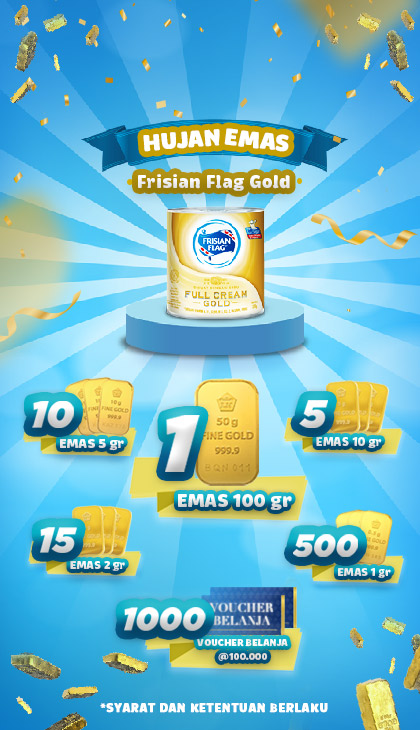 HUJAN EMAS
Frisian Flag Gold
FRISIAN
FLAG
FULL CREAM
GOLD
10
EMAS 5 gr
1
50 g
FINE GOLD
999.9
EMAS 100 gr
5
EMAS 10 gr
15
EMAS 2 gr
500
EMAS 1 gr
1000
VOUCHER
BELANJA
VOUCHER BELANJA
@100.000
*SYARAT DAN KETENTUAN BERLAKU